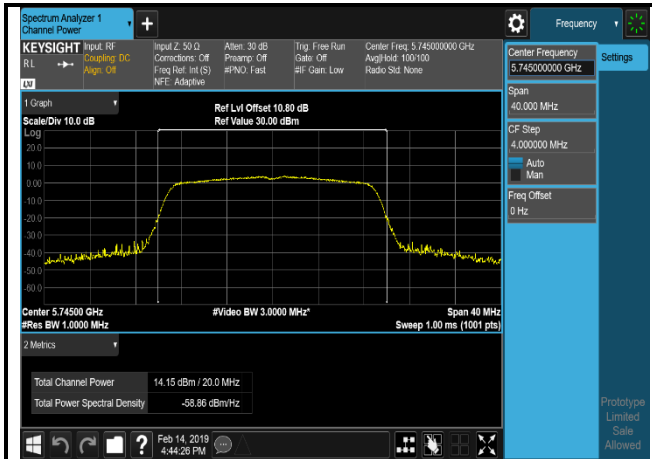 Spectrum Analyzer 1
Channel Power
Frequency
KEYSIGHT
RL
Input: RF
Coupling: DC
Align: Off
Input Z: 50 Ω
Corrections: Off
Freq Ref: Int (S)
NFE: Adaptive
Atten: 30 dB
Preamp: Off
#PNO: Fast
Trig: Free Run
Gate: Off
#IF Gain: Low
Center Freq: 5.745000000 GHz
Avg|Hold: 100/100
Radio Std: None
Center Frequency
5.745000000 GHz
Settings
Span
40.000 MHz
CF Step
4.000000 MHz
Auto
Man
Freq Offset
0 Hz
1 Graph
Scale/Div 10.0 dB
Ref Lvl Offset 10.80 dB
Ref Value 30.00 dBm
Log
20.0
10.0
0.00
-10.0
-20.0
-30.0
-40.0
-50.0
-60.0
Center 5.74500 GHz
#Video BW 3.0000 MHz*
Span 40 MHz
#Res BW 1.0000 MHz
Sweep 1.00 ms (1001 pts)
2 Metrics
Total Channel Power 14.15 dBm / 20.0 MHz
Total Power Spectral Density -58.86 dBm/Hz
Prototype
Limited
Sale
Allowed
?
Feb 14, 2019
4:44:26 PM